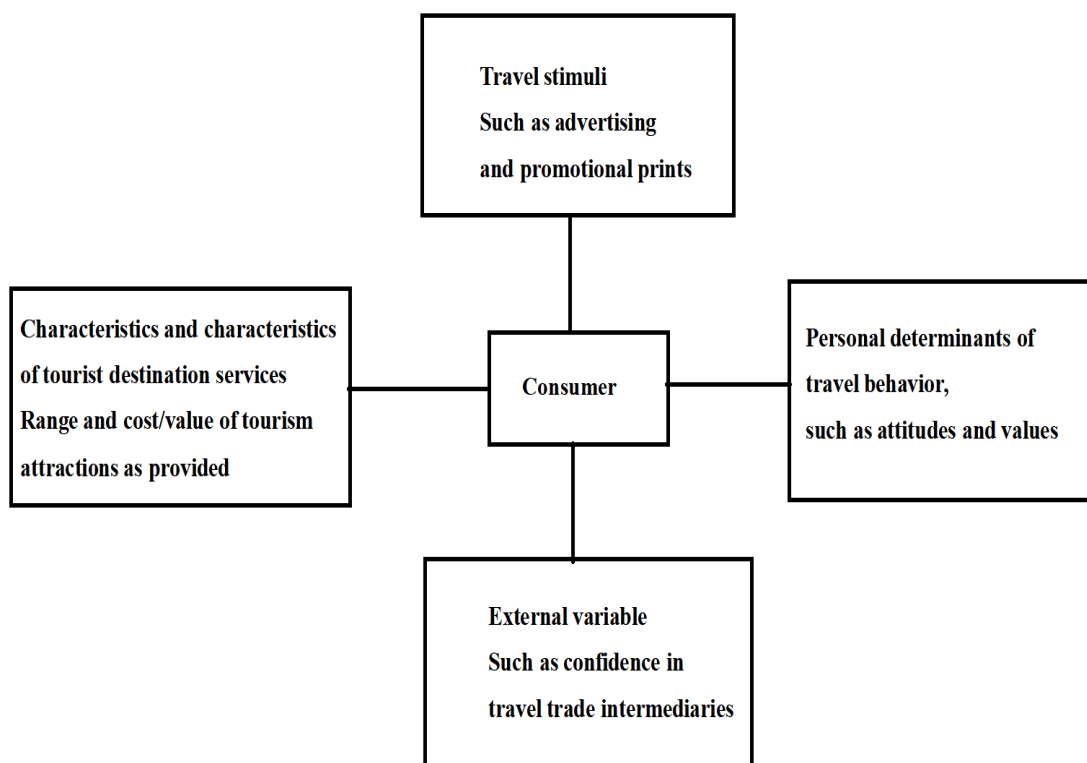 Travel stimuli
Such as advertising
and promotional prints
Characteristics and characteristics
of tourist destination services
Range and cost/value of tourism
attractions as provided
Consumer
Personal determinants of
travel behavior,
such as attitudes and values
External variable
Such as confidence in
travel trade intermediaries